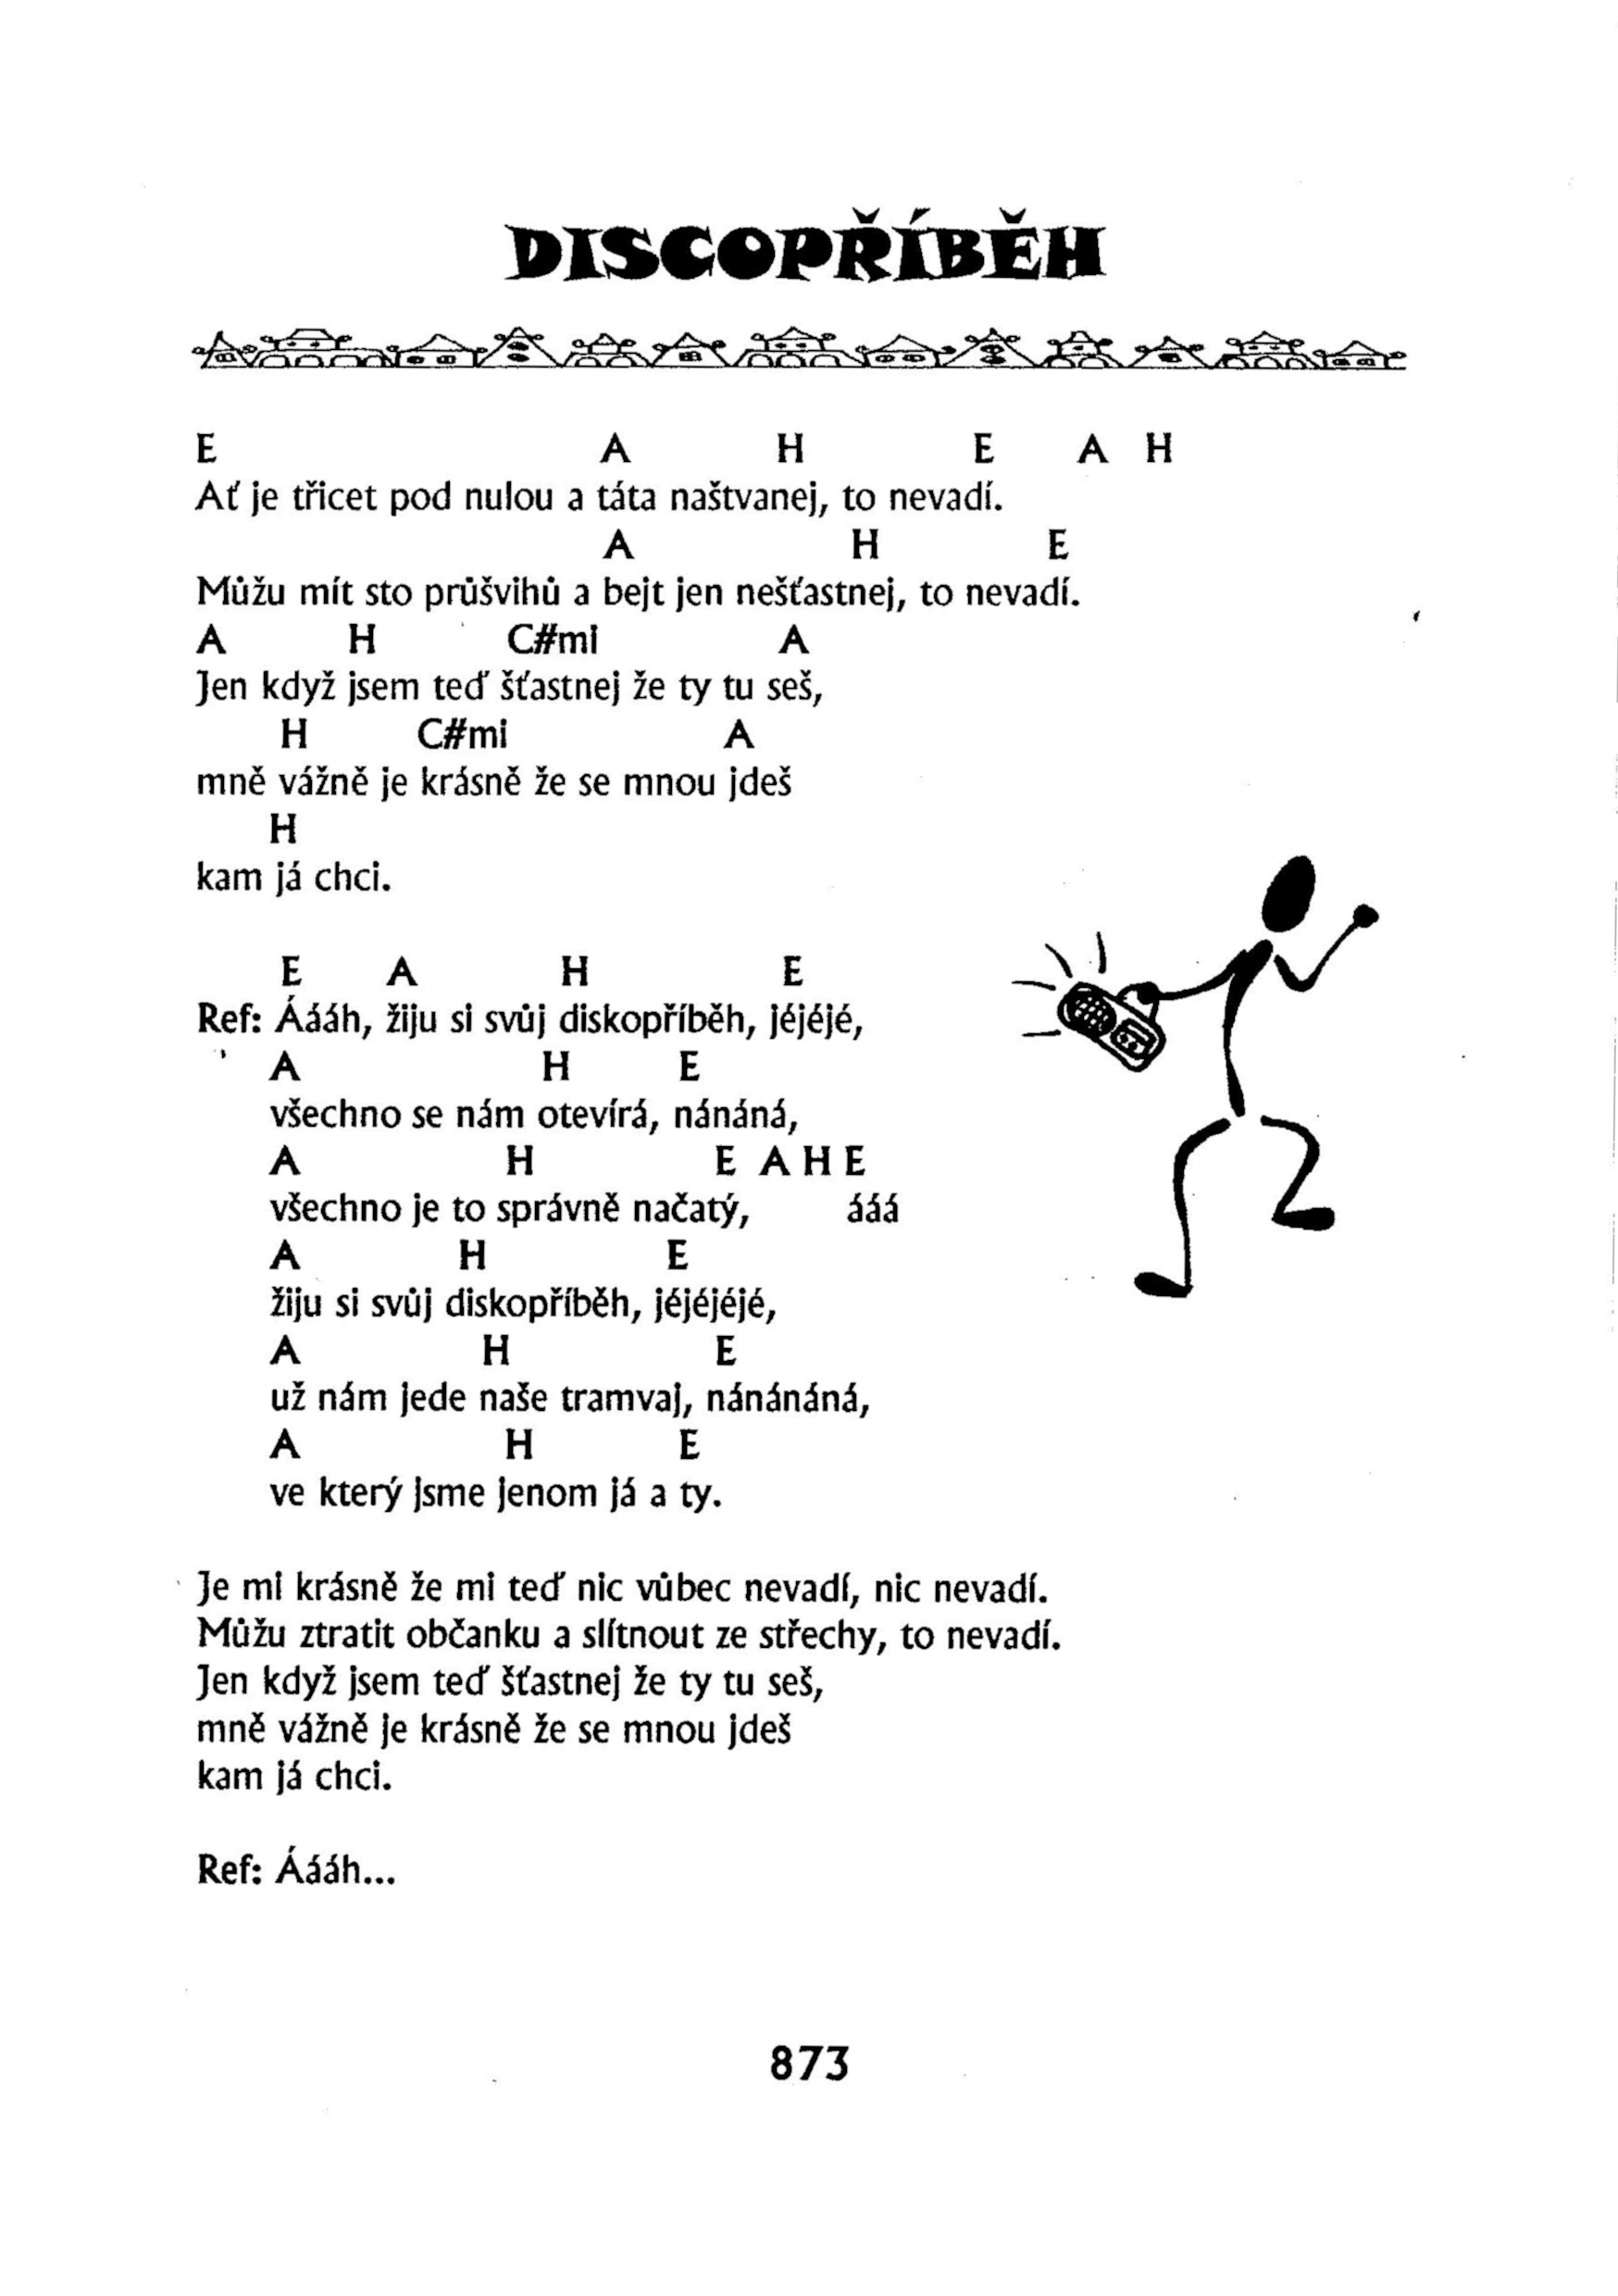 DISCOPŘÍBĚH
E A H E A H
Ať je třicet pod nulou a táta naštvanej, to nevadí.
A H E
Můžu mít sto průšvihů a bejt jen nešťastnej, to nevadí.
A H C#mi A
Jen když jsem teď šťastnej že ty tu seš,
H C#mi A
mně vážně je krásně že se mnou jdeš
H
kam já chci.
E A H E
Ref: Áááh, žiju si svůj diskopříběh, jéjéjé,
A H E
všechno se nám otevírá, nánáná,
A H E A H E
všechno je to správně načatý, ááá
A H E
žiju si svůj diskopříběh, jéjéjéjé,
A H E
už nám jede naše tramvaj, nánánáná,
A H E
ve který jsme jenom já a ty.
Je mi krásně že mi teď nic vůbec nevadí, nic nevadí.
Můžu ztratit občanku a slítnout ze střechy, to nevadí.
Jen když jsem teď šťastnej že ty tu seš,
mně vážně je krásně že se mnou jdeš
kam já chci.
Ref: Áááh...
873